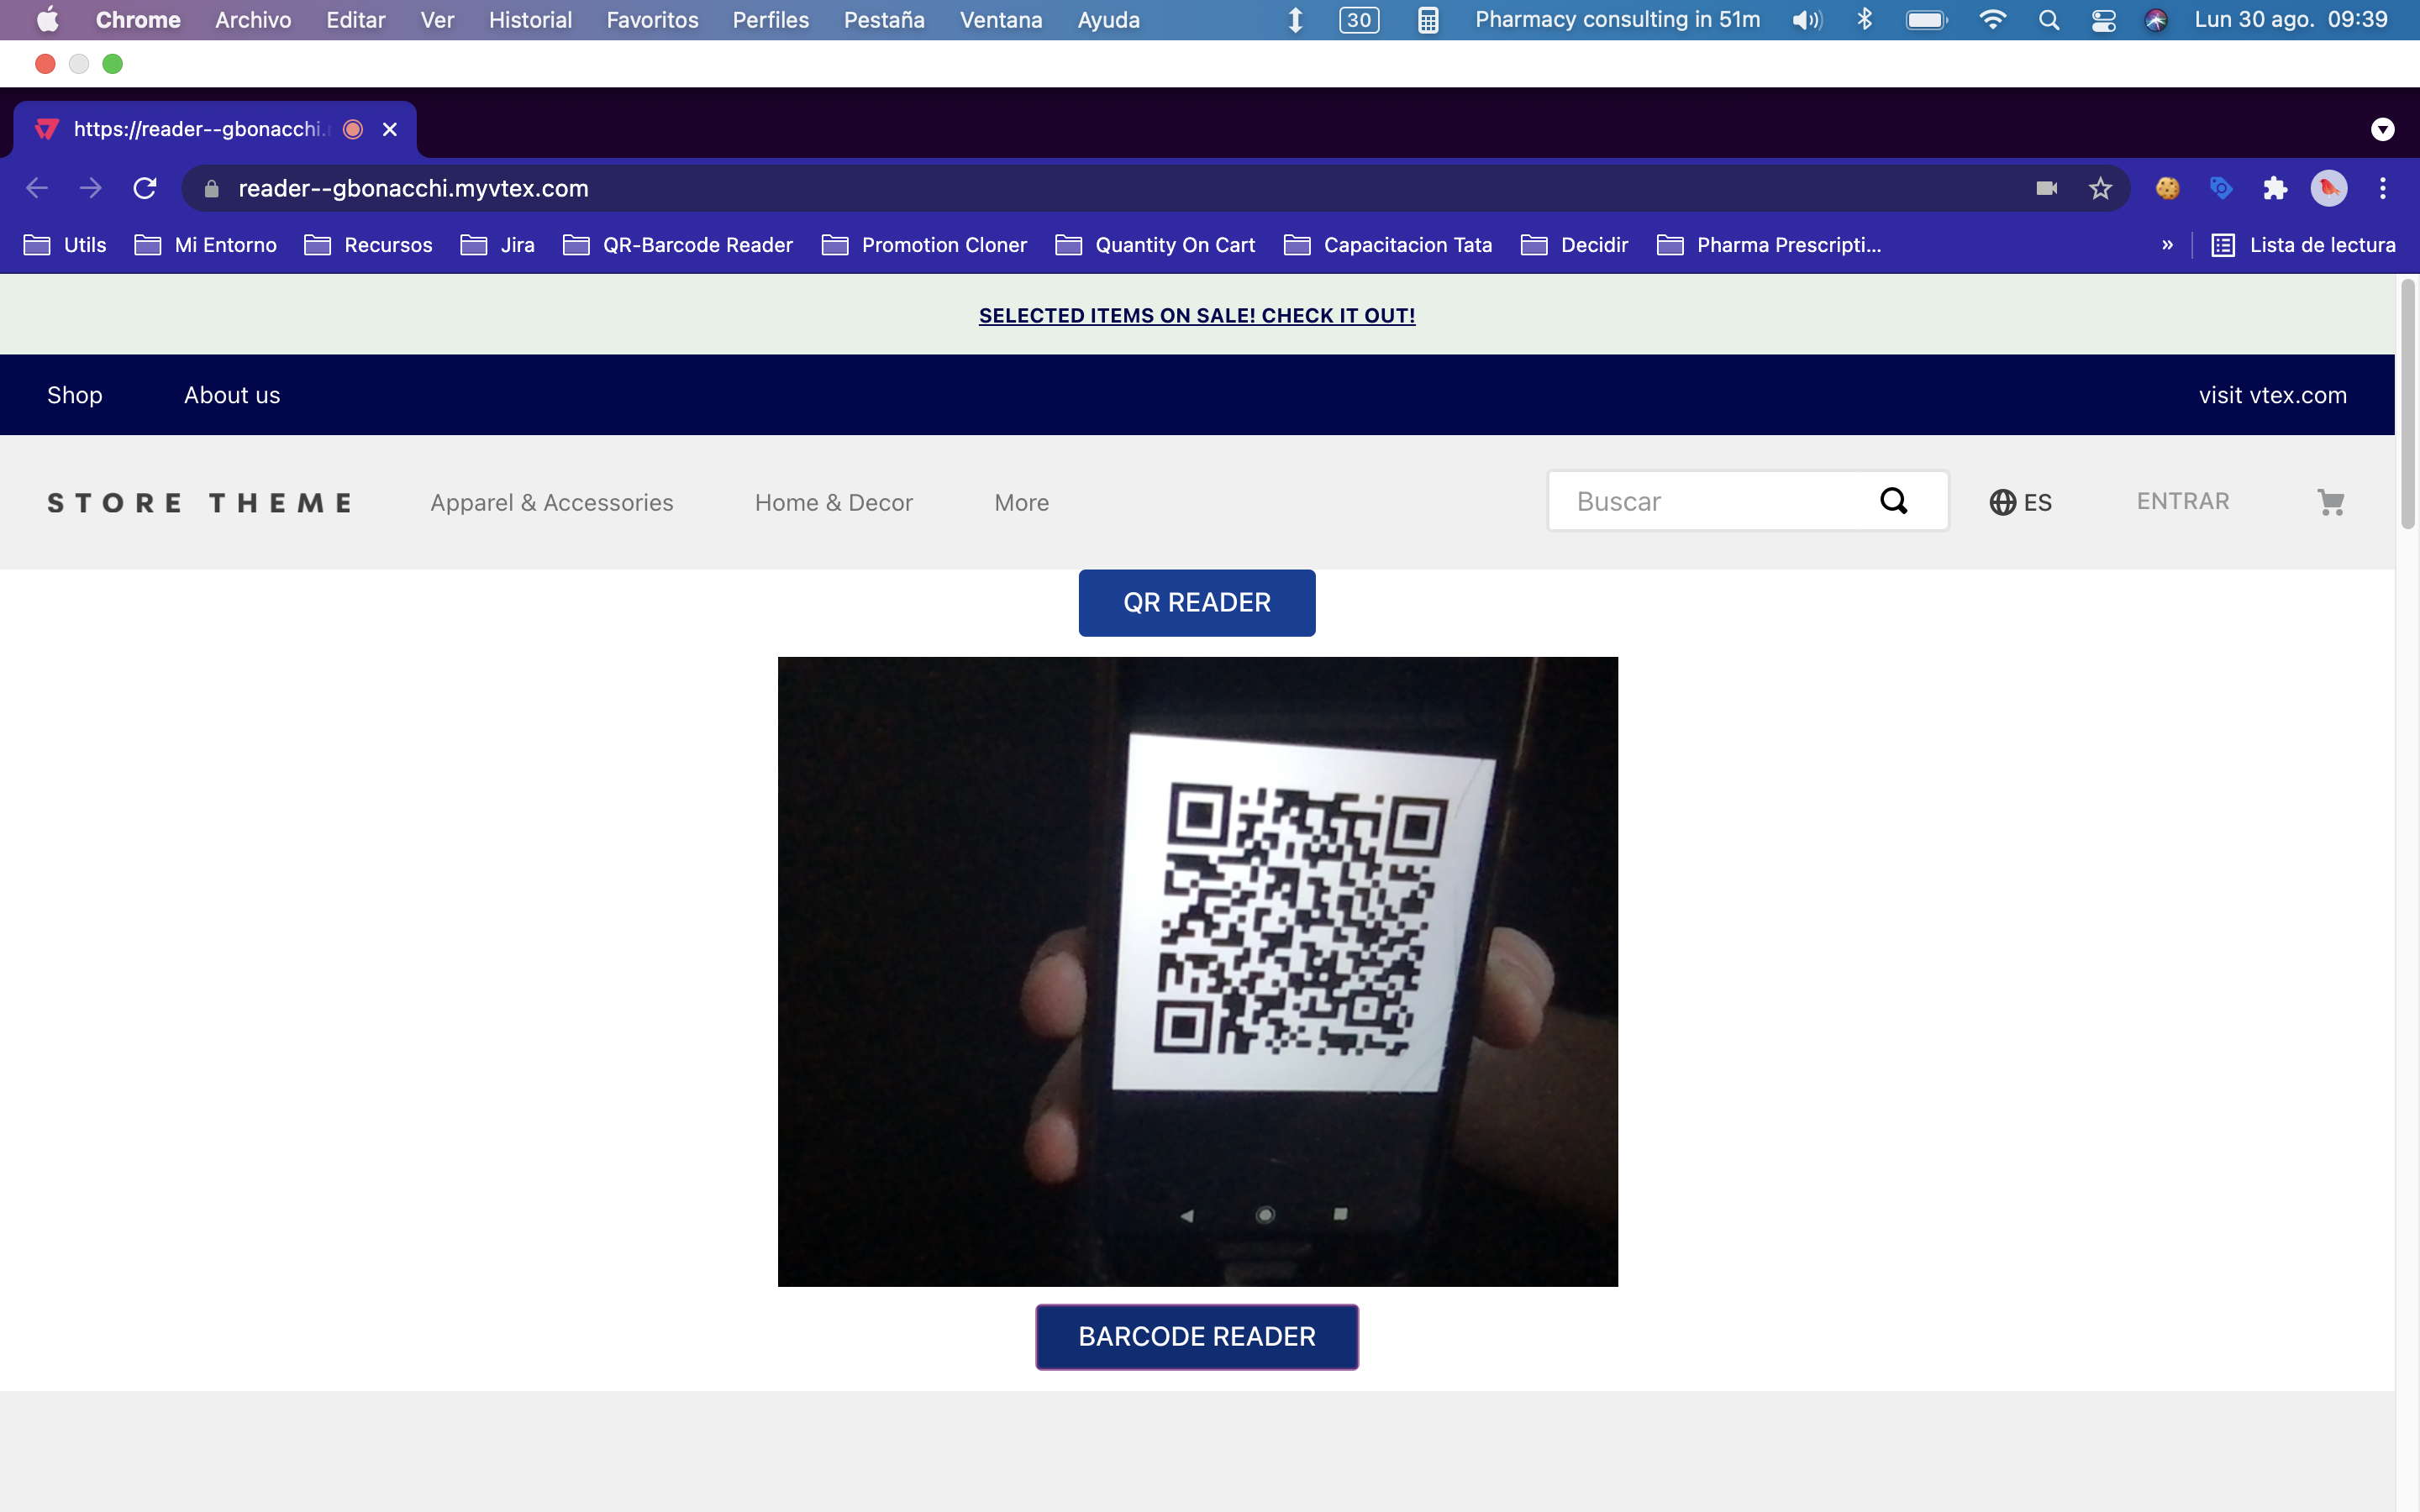 Chrome Archivo Editar Ver Historial Favoritos Perfiles Pestaña Ventana Ayuda 30 Pharmacy consulting in 51m Lun 30 ago. 09:39
https://reader--gbonacchi.
reader--gbonacchi.myvtex.com
Utils Mi Entorno Recursos Jira QR-Barcode Reader Promotion Cloner Quantity On Cart Capacitacion Tata Decidir Pharma Prescripti... » Lista de lectura
SELECTED ITEMS ON SALE! CHECK IT OUT!
Shop About us visit vtex.com
STORE THEME Apparel & Accessories Home & Decor More Buscar ES ENTRAR
QR READER
BARCODE READER